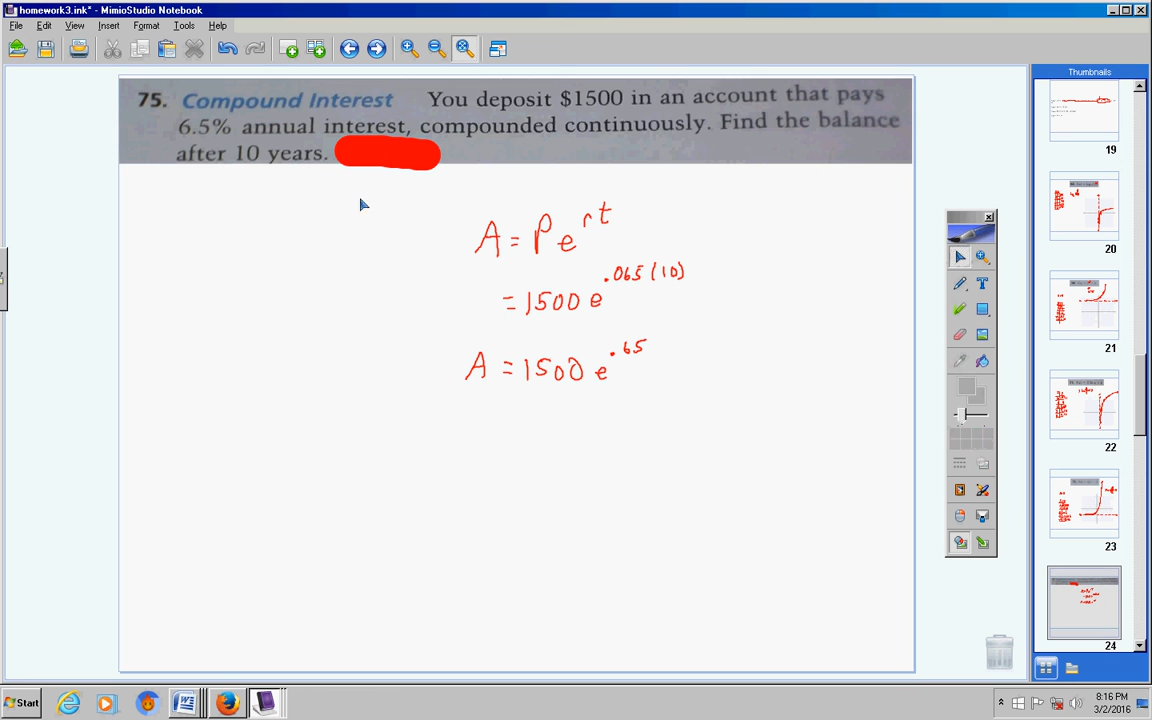 homework3.ink* - MimioStudio Notebook
File Edit View Insert Format Tools Help
75. Compound Interest You deposit $1500 in an account that pays
6.5% annual interest, compounded continuously. Find the balance
after 10 years.
A = Pe^rt
= 1500 e^.065(10)
A = 1500 e^.65
Thumbnails
19
20
21
22
23
24
Start
8:16 PM
3/2/2016